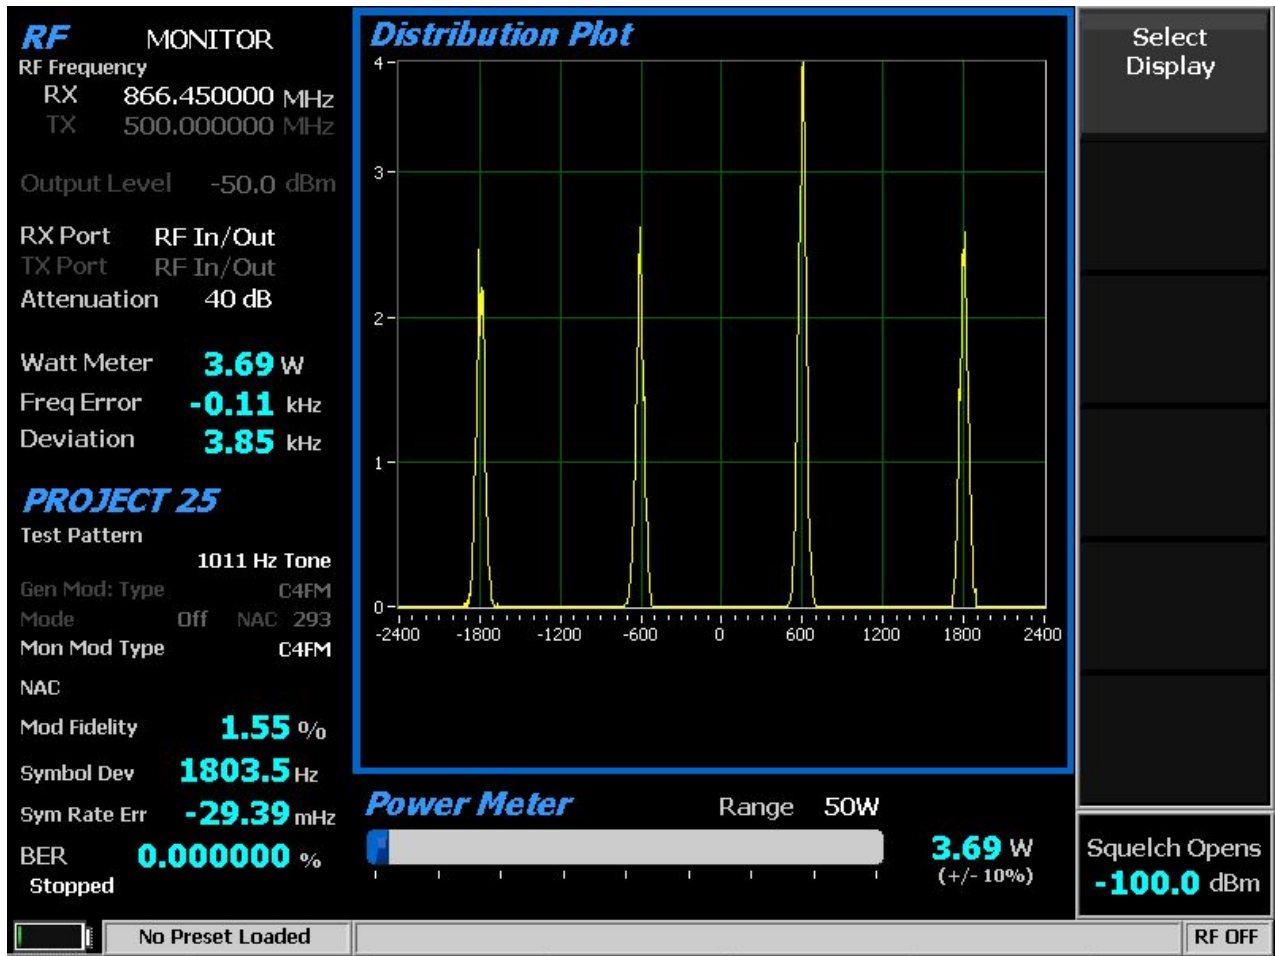 RF MONITOR
RF Frequency
RX 866.450000 MHz
TX 500.000000 MHz
Output Level -50.0 dBm
RX Port RF In/Out
TX Port RF In/Out
Attenuation 40 dB
Watt Meter 3.69 W
Freq Error -0.11 kHz
Deviation 3.85 kHz
PROJECT 25
Test Pattern
1011 Hz Tone
Gen Mod: Type C4FM
Mode Off NAC 293
Mon Mod Type C4FM
NAC
Mod Fidelity 1.55 %
Symbol Dev 1803.5 Hz
Sym Rate Err -29.39 mHz
BER 0.000000 %
Stopped
Distribution Plot
4
3
2
1
0
-2400 -1800 -1200 -600 0 600 1200 1800 2400
Power Meter Range 50W
3.69 W
(+/- 10%)
Select
Display
Squelch Opens
-100.0 dBm
No Preset Loaded
RF OFF